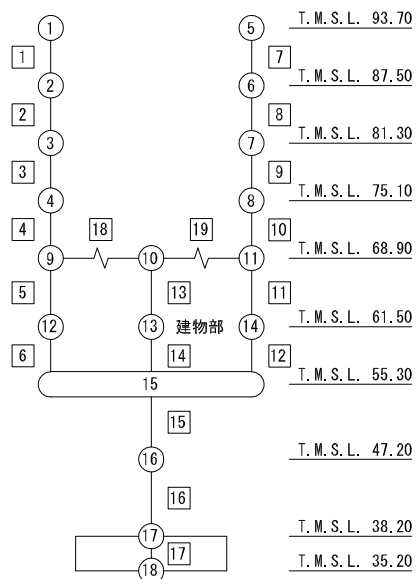 1 5 T.M.S.L. 93.70
1 7
2 6 T.M.S.L. 87.50
2 8
3 7 T.M.S.L. 81.30
3 9
4 8 T.M.S.L. 75.10
4 18 19 10
9 10 11 T.M.S.L. 68.90
5 13 11
12 13 建物部 14 T.M.S.L. 61.50
6 14 12
15 T.M.S.L. 55.30
15
16 T.M.S.L. 47.20
16
17 T.M.S.L. 38.20
17
18 T.M.S.L. 35.20